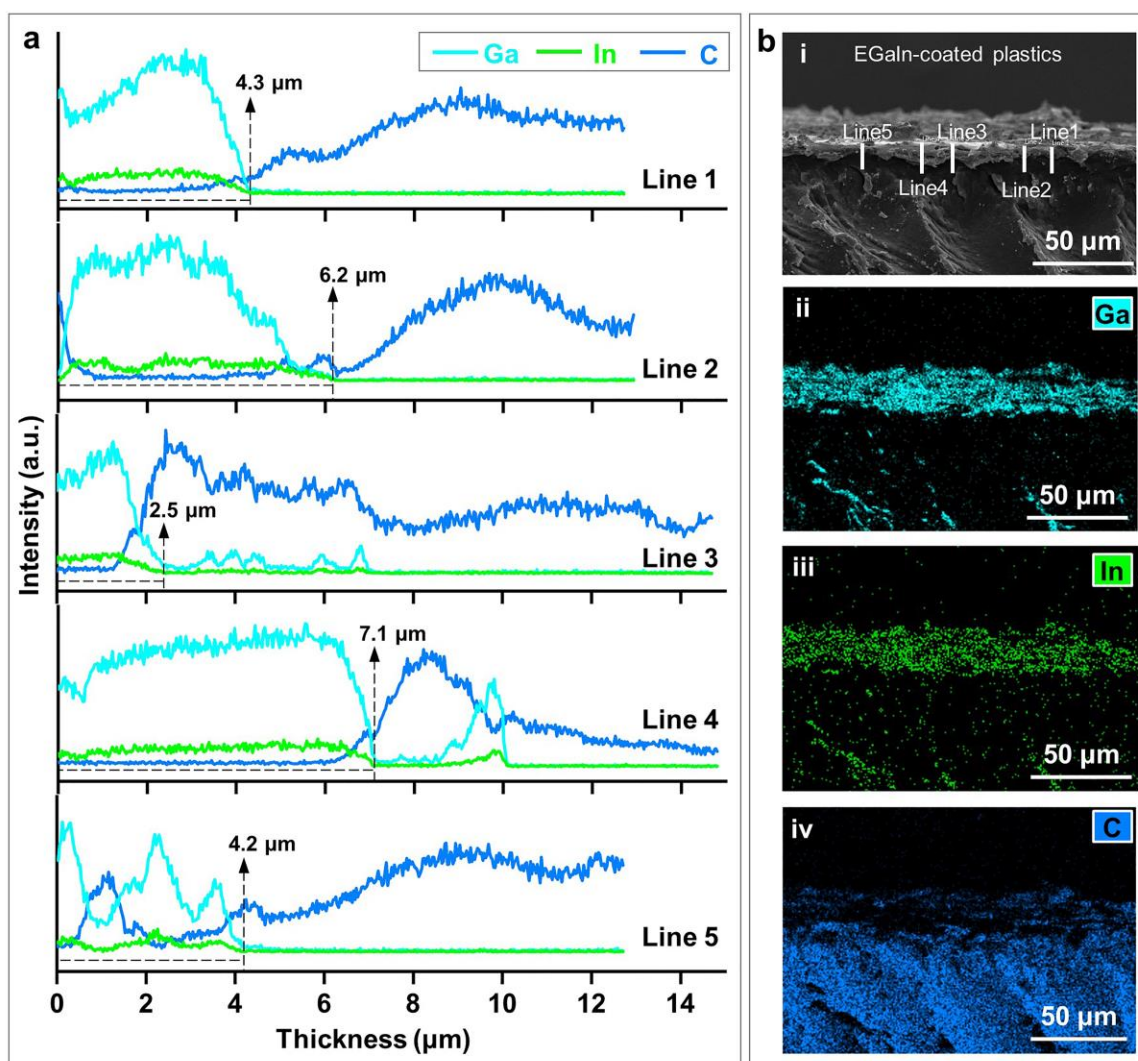 a
Ga In C
4.3 µm
Line 1
6.2 µm
Line 2
2.5 µm
Line 3
7.1 µm
Line 4
4.2 µm
Line 5
Intensity (a.u.)
0 2 4 6 8 10 12 14
Thickness (µm)
b
i
EGaIn-coated plastics
Line5 Line3 Line1
Line4 Line2
50 µm
ii
Ga
50 µm
iii
In
50 µm
iv
C
50 µm